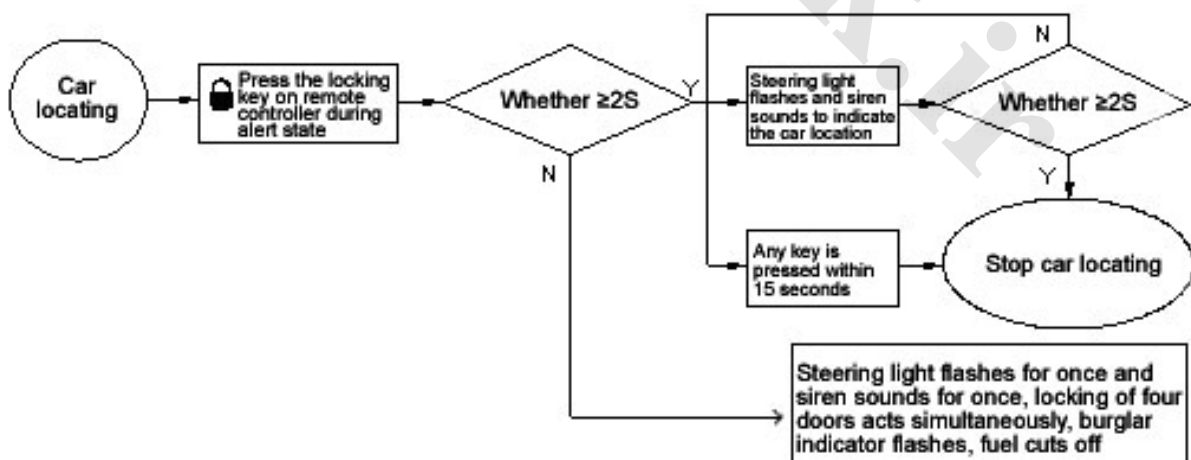 Car
locating
Press the locking
key on remote
controller during
alert state
Whether ≥2S
Y
N
Steering light
flashes and siren
sounds to indicate
the car location
N
Whether ≥2S
Y
Any key is
pressed within
15 seconds
Stop car locating
Steering light flashes for once and
siren sounds for once, locking of four
doors acts simultaneously, burglar
indicator flashes, fuel cuts off
k.in